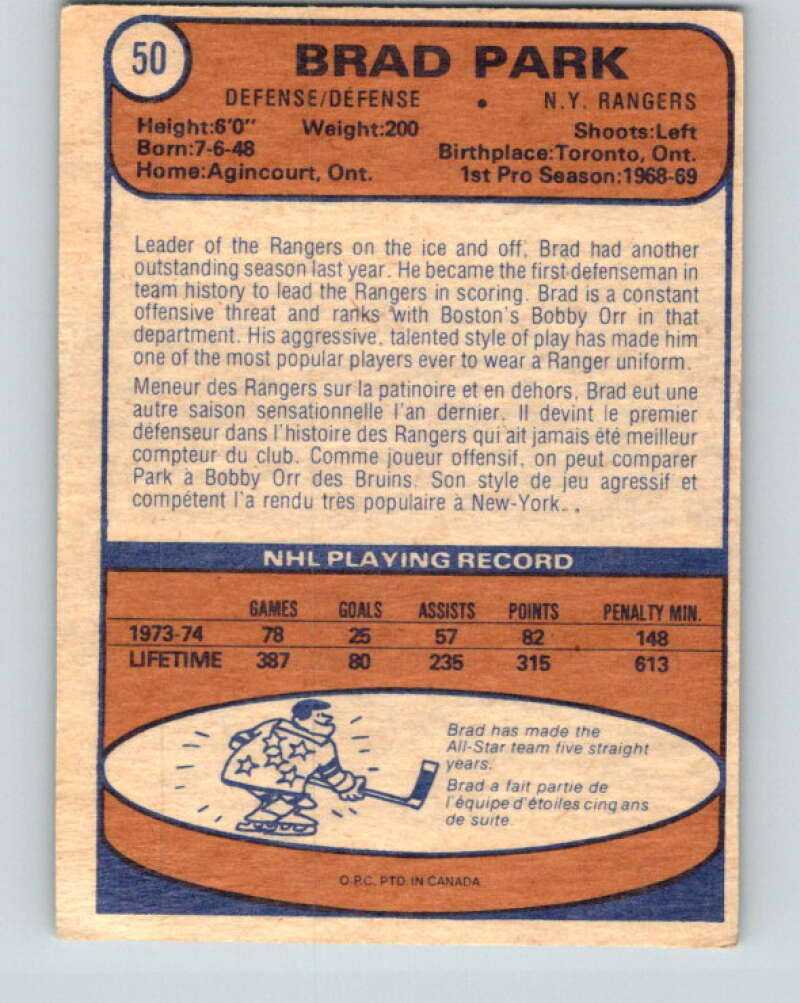 50
BRAD PARK
DEFENSE/DÉFENSE • N.Y. RANGERS
Height:6'0" Weight:200 Shoots:Left
Born:7-6-48 Birthplace:Toronto, Ont.
Home:Agincourt, Ont. 1st Pro Season:1968-69
Leader of the Rangers on the ice and off, Brad had another
outstanding season last year. He became the first defenseman in
team history to lead the Rangers in scoring. Brad is a constant
offensive threat and ranks with Boston's Bobby Orr in that
department. His aggressive, talented style of play has made him
one of the most popular players ever to wear a Ranger uniform.
Meneur des Rangers sur la patinoire et en dehors, Brad eut une
autre saison sensationnelle l'an dernier. Il devint le premier
défenseur dans l'histoire des Rangers qui ait jamais été meilleur
compteur du club. Comme joueur offensif, on peut comparer
Park à Bobby Orr des Bruins. Son style de jeu agressif et
compétent l'a rendu très populaire à New-York.
NHL PLAYING RECORD
GAMES GOALS ASSISTS POINTS PENALTY MIN.
1973-74 78 25 57 82 148
LIFETIME 387 80 235 315 613
Brad has made the
All-Star team five straight
years.
Brad a fait partie de
l'équipe d'étoiles cinq ans
de suite.
O.P.C. PTD. IN CANADA